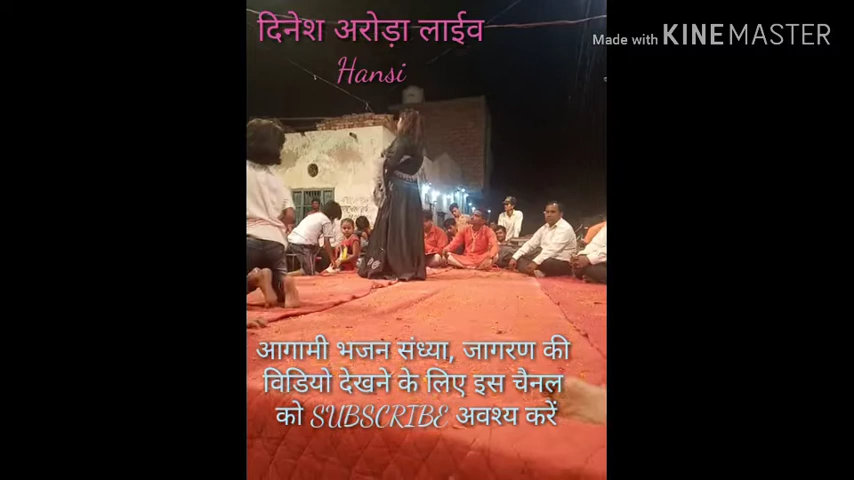 दिनेश अरोड़ा लाईव
Hansi
Made with KINEMASTER
आगामी भजन संध्या, जागरण की
विडियो देखने के लिए इस चैनल
को SUBSCRIBE अवश्य करें